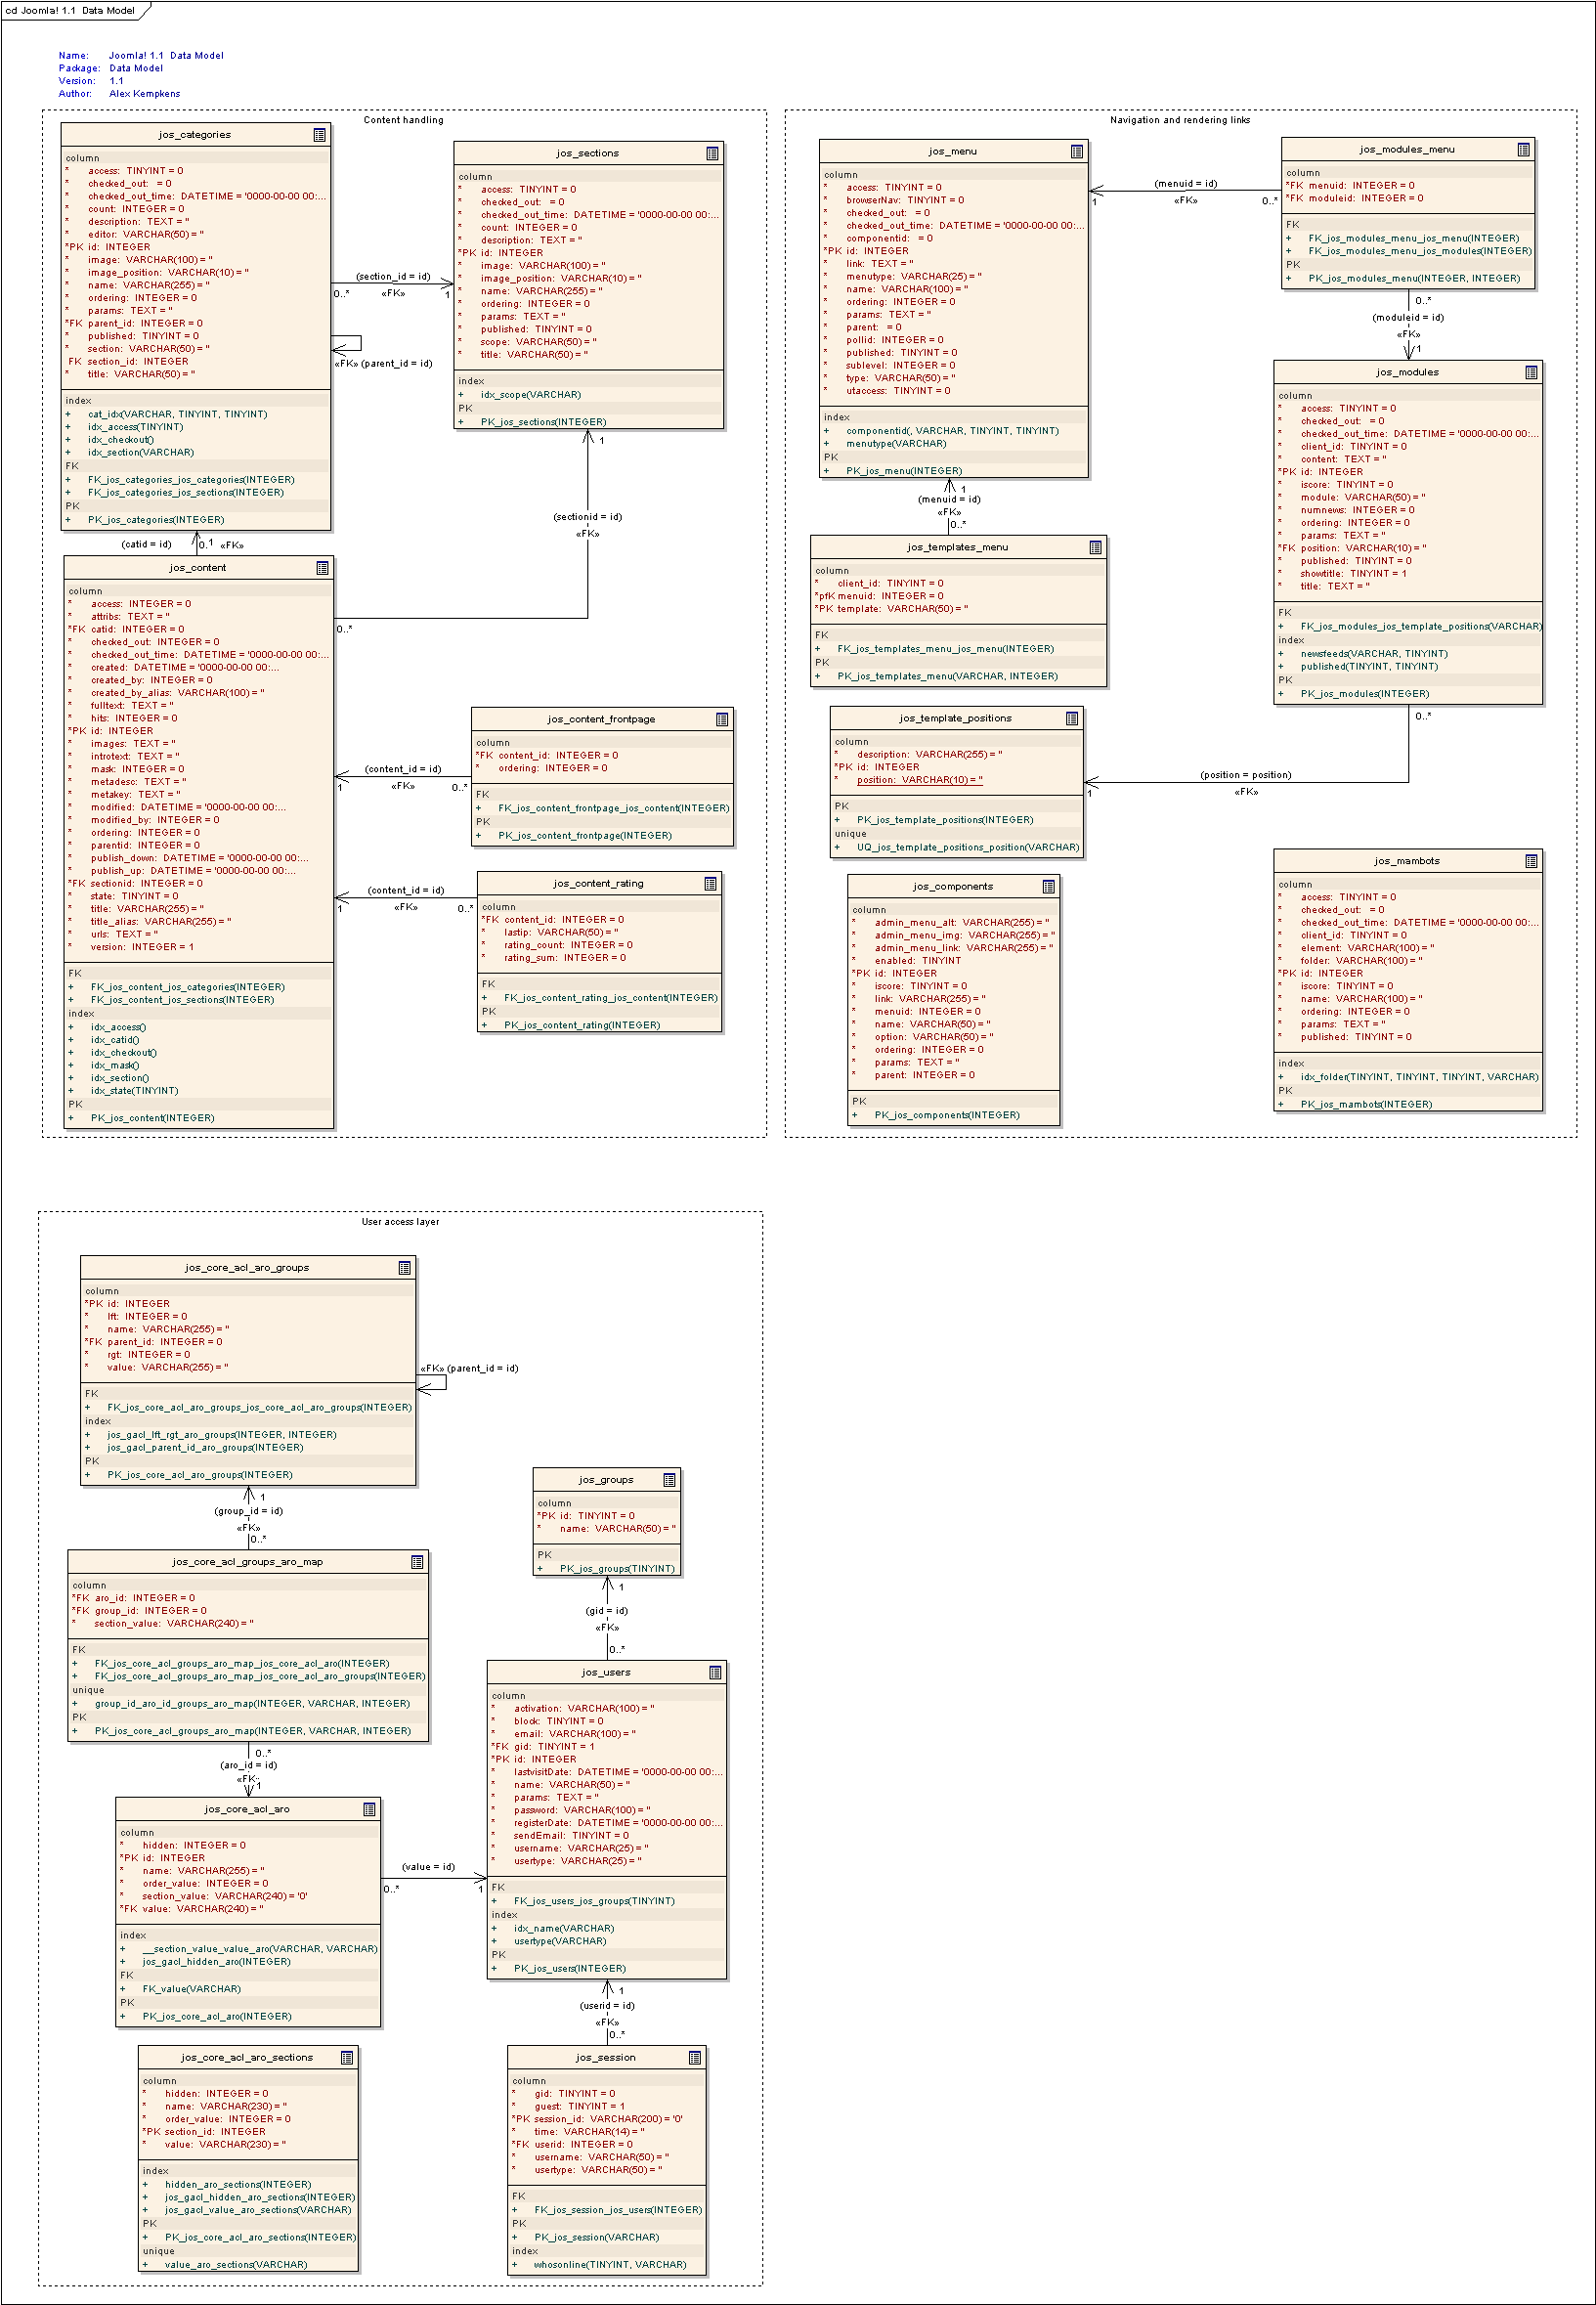 cd Joomla! 1.1  Data Model
Name: Joomla! 1.1  Data Model
Package: Data Model
Version: 1.1
Author: Alex Kempkens
Content handling
jos_categories
column
* access: TINYINT = 0
* checked_out: = 0
* checked_out_time: DATETIME = '0000-00-00 00:...
* count: INTEGER = 0
* description: TEXT = ''
* editor: VARCHAR(50) = ''
*PK id: INTEGER
* image: VARCHAR(100) = ''
* image_position: VARCHAR(10) = ''
* name: VARCHAR(255) = ''
* ordering: INTEGER = 0
* params: TEXT = ''
*FK parent_id: INTEGER = 0
* published: TINYINT = 0
* section: VARCHAR(50) = ''
FK section_id: INTEGER
* title: VARCHAR(50) = ''
index
+ cat_idx(VARCHAR, TINYINT, TINYINT)
+ idx_access(TINYINT)
+ idx_checkout()
+ idx_section(VARCHAR)
FK
+ FK_jos_categories_jos_categories(INTEGER)
+ FK_jos_categories_jos_sections(INTEGER)
PK
+ PK_jos_categories(INTEGER)
(section_id = id)
0..* «FK» 1
«FK» (parent_id = id)
jos_sections
column
* access: TINYINT = 0
* checked_out: = 0
* checked_out_time: DATETIME = '0000-00-00 00:...
* count: INTEGER = 0
* description: TEXT = ''
*PK id: INTEGER
* image: VARCHAR(100) = ''
* image_position: VARCHAR(10) = ''
* name: VARCHAR(255) = ''
* ordering: INTEGER = 0
* params: TEXT = ''
* published: TINYINT = 0
* scope: VARCHAR(50) = ''
* title: VARCHAR(50) = ''
index
+ idx_scope(VARCHAR)
PK
+ PK_jos_sections(INTEGER)
1
(sectionid = id)
«FK»
0..*
(catid = id) 0..1 «FK»
jos_content
column
* access: INTEGER = 0
* attribs: TEXT = ''
*FK catid: INTEGER = 0
* checked_out: INTEGER = 0
* checked_out_time: DATETIME = '0000-00-00 00:...
* created: DATETIME = '0000-00-00 00:...
* created_by: INTEGER = 0
* created_by_alias: VARCHAR(100) = ''
* fulltext: TEXT = ''
* hits: INTEGER = 0
*PK id: INTEGER
* images: TEXT = ''
* introtext: TEXT = ''
* mask: INTEGER = 0
* metadesc: TEXT = ''
* metakey: TEXT = ''
* modified: DATETIME = '0000-00-00 00:...
* modified_by: INTEGER = 0
* ordering: INTEGER = 0
* parentid: INTEGER = 0
* publish_down: DATETIME = '0000-00-00 00:...
* publish_up: DATETIME = '0000-00-00 00:...
*FK sectionid: INTEGER = 0
* state: TINYINT = 0
* title: VARCHAR(255) = ''
* title_alias: VARCHAR(255) = ''
* urls: TEXT = ''
* version: INTEGER = 1
FK
+ FK_jos_content_jos_categories(INTEGER)
+ FK_jos_content_jos_sections(INTEGER)
index
+ idx_access()
+ idx_catid()
+ idx_checkout()
+ idx_mask()
+ idx_section()
+ idx_state(TINYINT)
PK
+ PK_jos_content(INTEGER)
(content_id = id)
1 «FK» 0..*
jos_content_frontpage
column
*FK content_id: INTEGER = 0
* ordering: INTEGER = 0
FK
+ FK_jos_content_frontpage_jos_content(INTEGER)
PK
+ PK_jos_content_frontpage(INTEGER)
(content_id = id)
1 «FK» 0..*
jos_content_rating
column
*FK content_id: INTEGER = 0
* lastip: VARCHAR(50) = ''
* rating_count: INTEGER = 0
* rating_sum: INTEGER = 0
FK
+ FK_jos_content_rating_jos_content(INTEGER)
PK
+ PK_jos_content_rating(INTEGER)
Navigation and rendering links
jos_menu
column
* access: TINYINT = 0
* browserNav: TINYINT = 0
* checked_out: = 0
* checked_out_time: DATETIME = '0000-00-00 00:...
* componentid: = 0
*PK id: INTEGER
* link: TEXT = ''
* menutype: VARCHAR(25) = ''
* name: VARCHAR(100) = ''
* ordering: INTEGER = 0
* params: TEXT = ''
* parent: = 0
* pollid: INTEGER = 0
* published: TINYINT = 0
* sublevel: INTEGER = 0
* type: VARCHAR(50) = ''
* utaccess: TINYINT = 0
index
+ componentid(, VARCHAR, TINYINT, TINYINT)
+ menutype(VARCHAR)
PK
+ PK_jos_menu(INTEGER)
(menuid = id)
1 «FK» 0..*
jos_modules_menu
column
*FK menuid: INTEGER = 0
*FK moduleid: INTEGER = 0
FK
+ FK_jos_modules_menu_jos_menu(INTEGER)
+ FK_jos_modules_menu_jos_modules(INTEGER)
PK
+ PK_jos_modules_menu(INTEGER, INTEGER)
0..*
(moduleid = id)
«FK»
1
jos_modules
column
* access: TINYINT = 0
* checked_out: = 0
* checked_out_time: DATETIME = '0000-00-00 00:...
* client_id: TINYINT = 0
* content: TEXT = ''
*PK id: INTEGER
* iscore: TINYINT = 0
* module: VARCHAR(50) = ''
* numnews: INTEGER = 0
* ordering: INTEGER = 0
* params: TEXT = ''
*FK position: VARCHAR(10) = ''
* published: TINYINT = 0
* showtitle: TINYINT = 1
* title: TEXT = ''
FK
+ FK_jos_modules_jos_template_positions(VARCHAR)
index
+ newsfeeds(VARCHAR, TINYINT)
+ published(TINYINT, TINYINT)
PK
+ PK_jos_modules(INTEGER)
1
(menuid = id)
«FK»
0..*
jos_templates_menu
column
* client_id: TINYINT = 0
*pfK menuid: INTEGER = 0
*PK template: VARCHAR(50) = ''
FK
+ FK_jos_templates_menu_jos_menu(INTEGER)
PK
+ PK_jos_templates_menu(VARCHAR, INTEGER)
jos_template_positions
column
* description: VARCHAR(255) = ''
*PK id: INTEGER
* position: VARCHAR(10) = ''
PK
+ PK_jos_template_positions(INTEGER)
unique
+ UQ_jos_template_positions_position(VARCHAR)
0..*
(position = position)
1 «FK»
jos_components
column
* admin_menu_alt: VARCHAR(255) = ''
* admin_menu_img: VARCHAR(255) = ''
* admin_menu_link: VARCHAR(255) = ''
* enabled: TINYINT
*PK id: INTEGER
* iscore: TINYINT = 0
* link: VARCHAR(255) = ''
* menuid: INTEGER = 0
* name: VARCHAR(50) = ''
* option: VARCHAR(50) = ''
* ordering: INTEGER = 0
* params: TEXT = ''
* parent: INTEGER = 0
PK
+ PK_jos_components(INTEGER)
jos_mambots
column
* access: TINYINT = 0
* checked_out: = 0
* checked_out_time: DATETIME = '0000-00-00 00:...
* client_id: TINYINT = 0
* element: VARCHAR(100) = ''
* folder: VARCHAR(100) = ''
*PK id: INTEGER
* iscore: TINYINT = 0
* name: VARCHAR(100) = ''
* ordering: INTEGER = 0
* params: TEXT = ''
* published: TINYINT = 0
index
+ idx_folder(TINYINT, TINYINT, TINYINT, VARCHAR)
PK
+ PK_jos_mambots(INTEGER)
User access layer
jos_core_acl_aro_groups
column
*PK id: INTEGER
* lft: INTEGER = 0
* name: VARCHAR(255) = ''
*FK parent_id: INTEGER = 0
* rgt: INTEGER = 0
* value: VARCHAR(255) = ''
FK
+ FK_jos_core_acl_aro_groups_jos_core_acl_aro_groups(INTEGER)
index
+ jos_gacl_lft_rgt_aro_groups(INTEGER, INTEGER)
+ jos_gacl_parent_id_aro_groups(INTEGER)
PK
+ PK_jos_core_acl_aro_groups(INTEGER)
«FK» (parent_id = id)
1
(group_id = id)
«FK»
0..*
jos_core_acl_groups_aro_map
column
*FK aro_id: INTEGER = 0
*FK group_id: INTEGER = 0
* section_value: VARCHAR(240) = ''
FK
+ FK_jos_core_acl_groups_aro_map_jos_core_acl_aro(INTEGER)
+ FK_jos_core_acl_groups_aro_map_jos_core_acl_aro_groups(INTEGER)
unique
+ group_id_aro_id_groups_aro_map(INTEGER, VARCHAR, INTEGER)
PK
+ PK_jos_core_acl_groups_aro_map(INTEGER, VARCHAR, INTEGER)
0..*
(aro_id = id)
«FK»
1
jos_core_acl_aro
column
* hidden: INTEGER = 0
*PK id: INTEGER
* name: VARCHAR(255) = ''
* order_value: INTEGER = 0
* section_value: VARCHAR(240) = '0'
*FK value: VARCHAR(240) = ''
index
+ __section_value_value_aro(VARCHAR, VARCHAR)
+ jos_gacl_hidden_aro(INTEGER)
FK
+ FK_value(VARCHAR)
PK
+ PK_jos_core_acl_aro(INTEGER)
(value = id)
0..* 1
jos_groups
column
*PK id: TINYINT = 0
* name: VARCHAR(50) = ''
PK
+ PK_jos_groups(TINYINT)
1
(gid = id)
«FK»
0..*
jos_users
column
* activation: VARCHAR(100) = ''
* block: TINYINT = 0
* email: VARCHAR(100) = ''
*FK gid: TINYINT = 1
*PK id: INTEGER
* lastvisitDate: DATETIME = '0000-00-00 00:...
* name: VARCHAR(50) = ''
* params: TEXT = ''
* password: VARCHAR(100) = ''
* registerDate: DATETIME = '0000-00-00 00:...
* sendEmail: TINYINT = 0
* username: VARCHAR(25) = ''
* usertype: VARCHAR(25) = ''
FK
+ FK_jos_users_jos_groups(TINYINT)
index
+ idx_name(VARCHAR)
+ usertype(VARCHAR)
PK
+ PK_jos_users(INTEGER)
1
(userid = id)
«FK»
0..*
jos_core_acl_aro_sections
column
* hidden: INTEGER = 0
* name: VARCHAR(230) = ''
* order_value: INTEGER = 0
*PK section_id: INTEGER
* value: VARCHAR(230) = ''
index
+ hidden_aro_sections(INTEGER)
+ jos_gacl_hidden_aro_sections(INTEGER)
+ jos_gacl_value_aro_sections(VARCHAR)
PK
+ PK_jos_core_acl_aro_sections(INTEGER)
unique
+ value_aro_sections(VARCHAR)
jos_session
column
* gid: TINYINT = 0
* guest: TINYINT = 1
*PK session_id: VARCHAR(200) = '0'
* time: VARCHAR(14) = ''
*FK userid: INTEGER = 0
* username: VARCHAR(50) = ''
* usertype: VARCHAR(50) = ''
FK
+ FK_jos_session_jos_users(INTEGER)
PK
+ PK_jos_session(VARCHAR)
index
+ whosonline(TINYINT, VARCHAR)